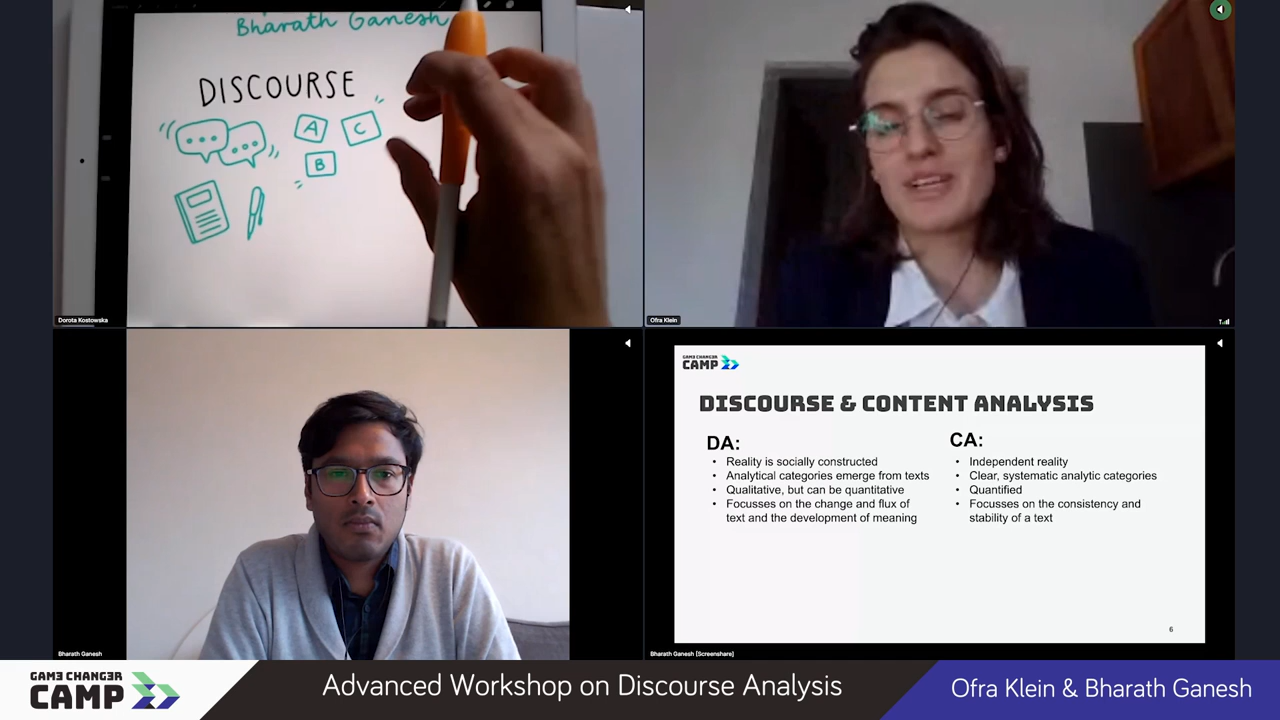 Bharath Ganesh
DISCOURSE
A
C
B
Dorota Kostowska
Ofra Klein
Bharath Ganesh
GAME CHANGER
CAMP
DISCOURSE & CONTENT ANALYSIS
DA:
• Reality is socially constructed
• Analytical categories emerge from texts
• Qualitative, but can be quantitative
• Focusses on the change and flux of
text and the development of meaning
CA:
• Independent reality
• Clear, systematic analytic categories
• Quantified
• Focusses on the consistency and
stability of a text
6
Bharath Ganesh [Screenshare]
GAME CHANGER
CAMP
Advanced Workshop on Discourse Analysis
Ofra Klein & Bharath Ganesh